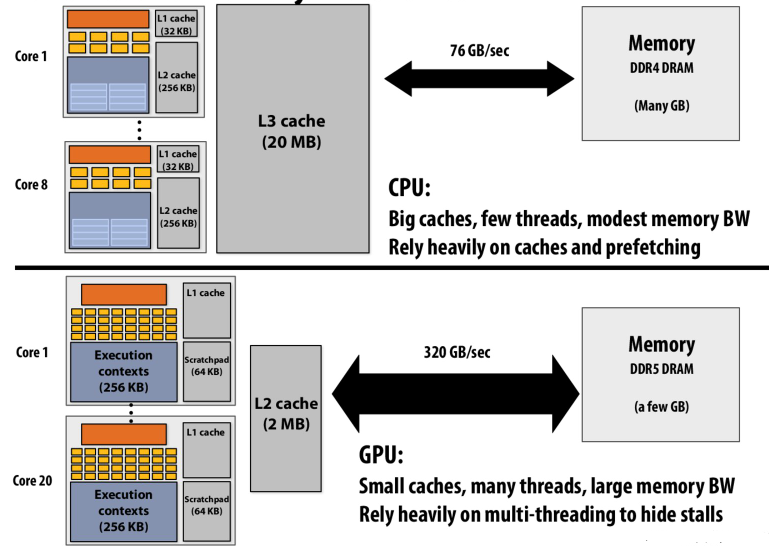 Core 1
L1 cache
(32 KB)
L2 cache
(256 KB)
Core 8
L1 cache
(32 KB)
L2 cache
(256 KB)
L3 cache
(20 MB)
76 GB/sec
Memory
DDR4 DRAM
(Many GB)
CPU:
Big caches, few threads, modest memory BW
Rely heavily on caches and prefetching
Core 1
L1 cache
Execution
contexts
(256 KB)
Scratchpad
(64 KB)
Core 20
L1 cache
Execution
contexts
(256 KB)
Scratchpad
(64 KB)
L2 cache
(2 MB)
320 GB/sec
Memory
DDR5 DRAM
(a few GB)
GPU:
Small caches, many threads, large memory BW
Rely heavily on multi-threading to hide stalls